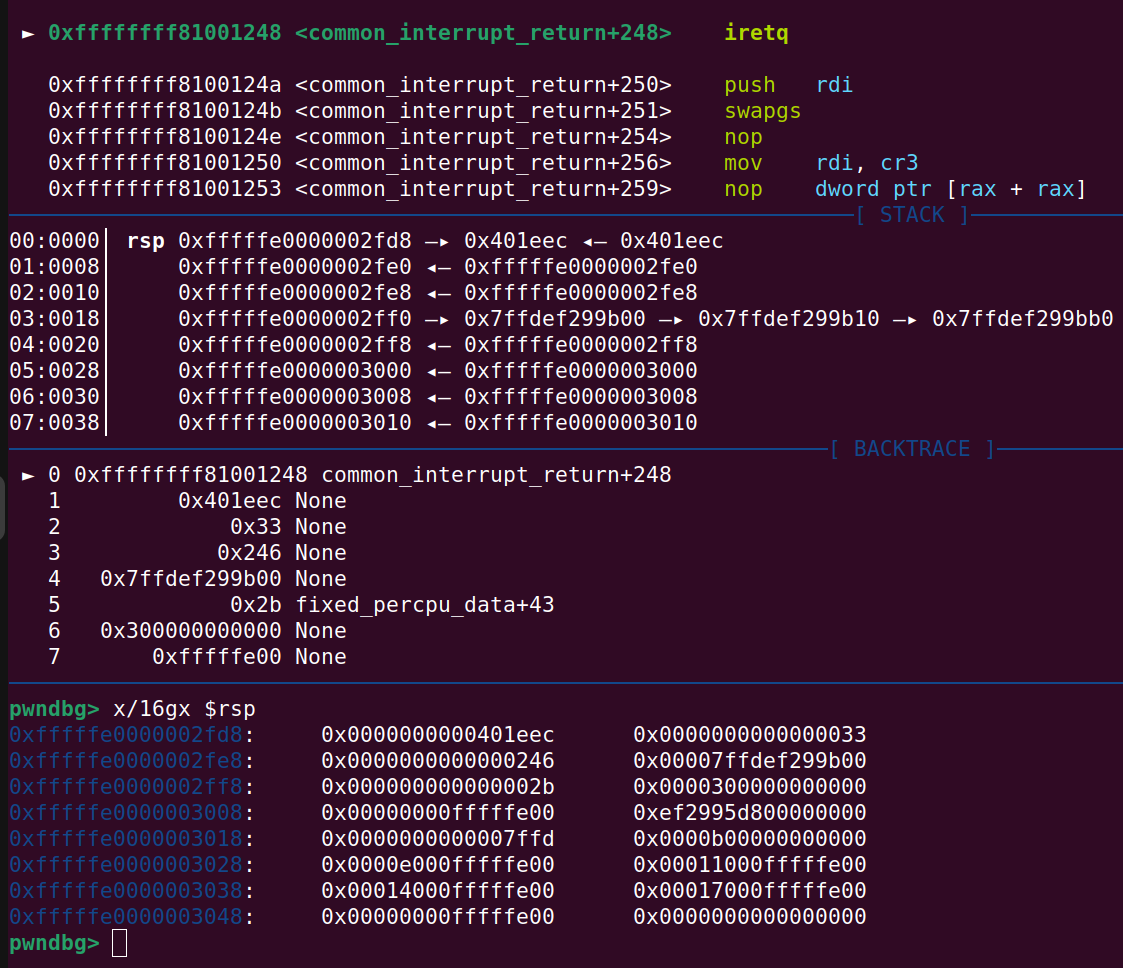 ► 0xffffffff81001248 <common_interrupt_return+248>    iretq
0xffffffff8100124a <common_interrupt_return+250>    push   rdi
0xffffffff8100124b <common_interrupt_return+251>    swapgs
0xffffffff8100124e <common_interrupt_return+254>    nop
0xffffffff81001250 <common_interrupt_return+256>    mov    rdi, cr3
0xffffffff81001253 <common_interrupt_return+259>    nop    dword ptr [rax + rax]
[ STACK ]
00:0000│ rsp 0xfffffe0000002fd8 —▸ 0x401eec ◂— 0x401eec
01:0008│     0xfffffe0000002fe0 ◂— 0xfffffe0000002fe0
02:0010│     0xfffffe0000002fe8 ◂— 0xfffffe0000002fe8
03:0018│     0xfffffe0000002ff0 —▸ 0x7ffdef299b00 —▸ 0x7ffdef299b10 —▸ 0x7ffdef299bb0
04:0020│     0xfffffe0000002ff8 ◂— 0xfffffe0000002ff8
05:0028│     0xfffffe0000003000 ◂— 0xfffffe0000003000
06:0030│     0xfffffe0000003008 ◂— 0xfffffe0000003008
07:0038│     0xfffffe0000003010 ◂— 0xfffffe0000003010
[ BACKTRACE ]
► 0 0xffffffff81001248 common_interrupt_return+248
1         0x401eec None
2             0x33 None
3            0x246 None
4   0x7ffdef299b00 None
5             0x2b fixed_percpu_data+43
6   0x300000000000 None
7       0xfffffe00 None
pwndbg> x/16gx $rsp
0xfffffe0000002fd8:     0x0000000000401eec      0x0000000000000033
0xfffffe0000002fe8:     0x0000000000000246      0x00007ffdef299b00
0xfffffe0000002ff8:     0x000000000000002b      0x0000300000000000
0xfffffe0000003008:     0x00000000fffffe00      0xef2995d800000000
0xfffffe0000003018:     0x0000000000007ffd      0x0000b00000000000
0xfffffe0000003028:     0x0000e000fffffe00      0x00011000fffffe00
0xfffffe0000003038:     0x00014000fffffe00      0x00017000fffffe00
0xfffffe0000003048:     0x00000000fffffe00      0x0000000000000000
pwndbg>